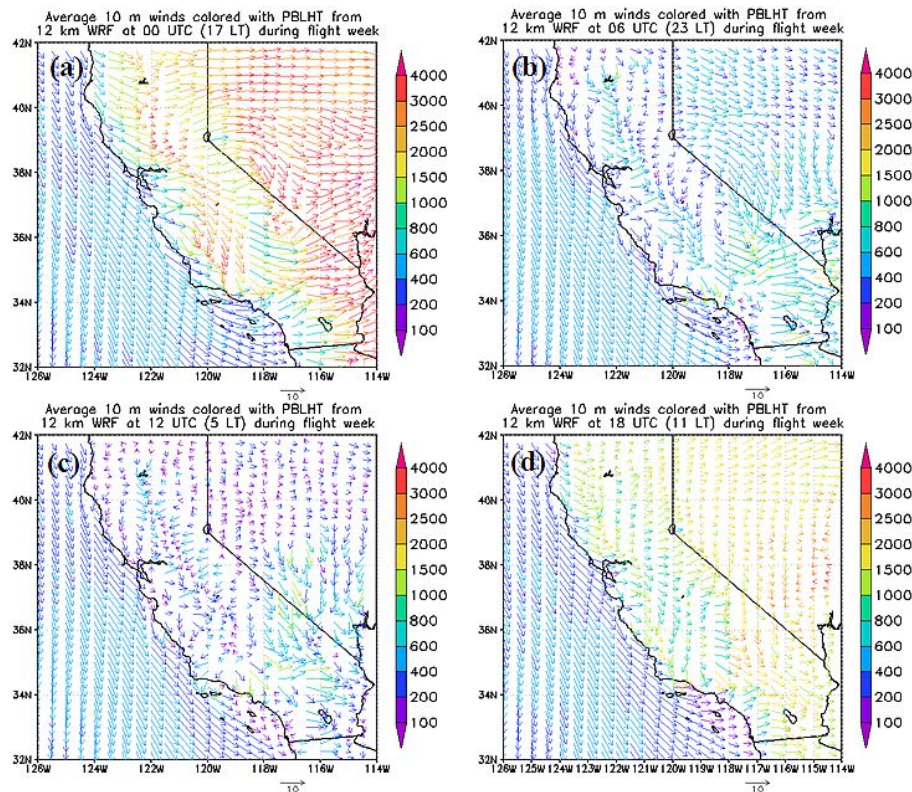 Average 10 m winds colored with PBLHT from
12 km WRF at 00 UTC (17 LT) during flight week
(a)
42N
40N
38N
36N
34N
32N
126W 124W 122W 120W 118W 116W 114W
10
4000
3000
2500
2000
1500
1000
800
600
400
200
100
Average 10 m winds colored with PBLHT from
12 km WRF at 06 UTC (23 LT) during flight week
(b)
42N
40N
38N
36N
34N
32N
126W 124W 122W 120W 118W 116W 114W
10
4000
3000
2500
2000
1500
1000
800
600
400
200
100
Average 10 m winds colored with PBLHT from
12 km WRF at 12 UTC (5 LT) during flight week
(c)
42N
40N
38N
36N
34N
32N
126W 124W 122W 120W 118W 116W 114W
10
4000
3000
2500
2000
1500
1000
800
600
400
200
100
Average 10 m winds colored with PBLHT from
12 km WRF at 18 UTC (11 LT) during flight week
(d)
42N
40N
38N
36N
34N
32N
126W 125W 124W 123W 122W 121W 120W 119W 118W 117W 116W 115W 114W
10
4000
3000
2500
2000
1500
1000
800
600
400
200
100